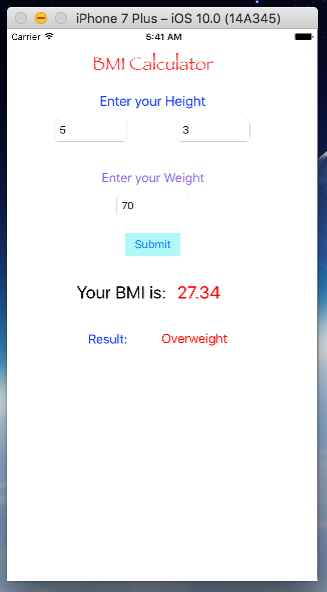 iPhone 7 Plus – iOS 10.0 (14A345)
Carrier 5:41 AM
BMI Calculator
Enter your Height
5 3
Enter your Weight
70
Submit
Your BMI is: 27.34
Result: Overweight